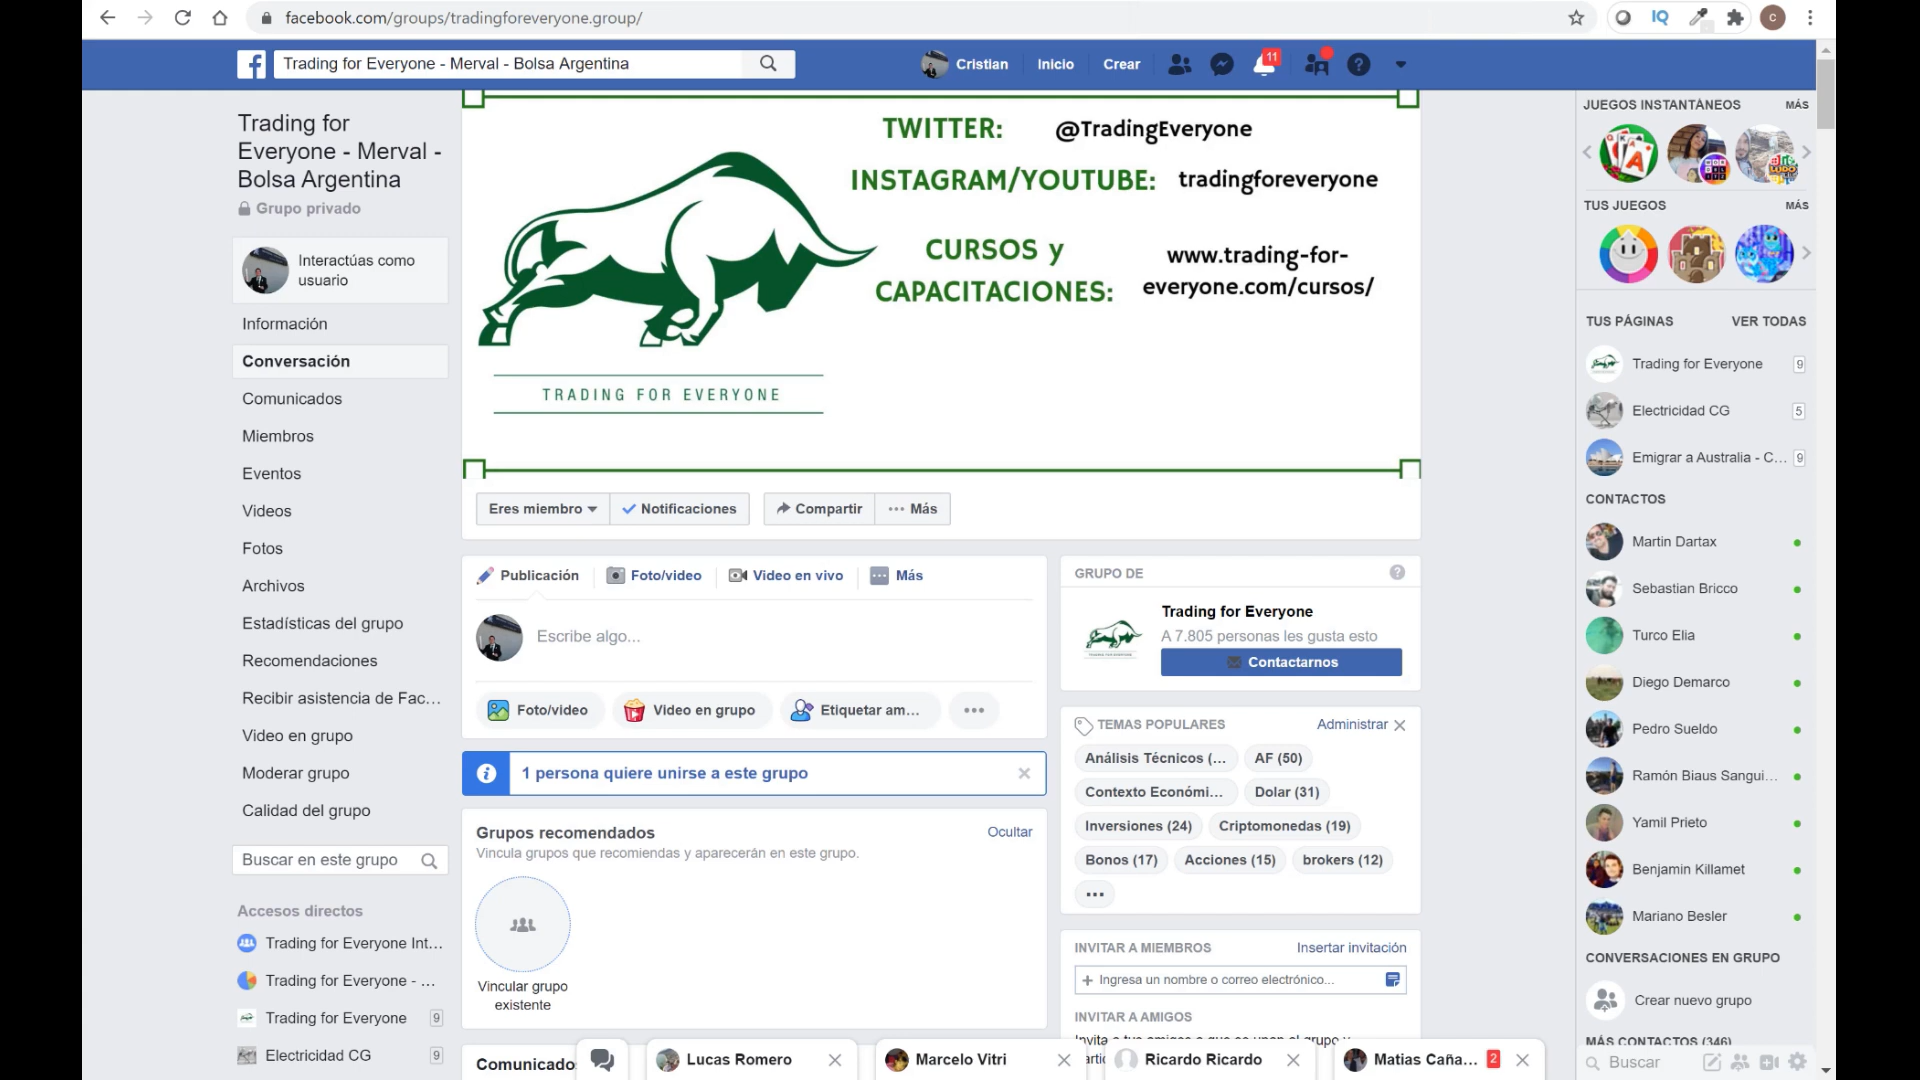 facebook.com/groups/tradingforeveryone.group/
IQ
c
Trading for Everyone - Merval - Bolsa Argentina
Cristian
Inicio
Crear
11
Trading for
Everyone - Merval -
Bolsa Argentina
Grupo privado
Interactúas como
usuario
Información
Conversación
Comunicados
Miembros
Eventos
Videos
Fotos
Archivos
Estadísticas del grupo
Recomendaciones
Recibir asistencia de Fac...
Video en grupo
Moderar grupo
Calidad del grupo
Buscar en este grupo
Accesos directos
Trading for Everyone Int...
Trading for Everyone - ...
Trading for Everyone 9
Electricidad CG 9
TWITTER: @TradingEveryone
INSTAGRAM/YOUTUBE: tradingforeveryone
CURSOS y
CAPACITACIONES:
www.trading-for-
everyone.com/cursos/
TRADING FOR EVERYONE
Eres miembro
Notificaciones
Compartir
Más
Publicación
Foto/video
Video en vivo
Más
Escribe algo...
Foto/video
Video en grupo
Etiquetar am...
1 persona quiere unirse a este grupo
Grupos recomendados
Ocultar
Vincula grupos que recomiendas y aparecerán en este grupo.
Vincular grupo
existente
Comunicado
GRUPO DE
Trading for Everyone
A 7.805 personas les gusta esto
Contactarnos
TEMAS POPULARES
Administrar
Análisis Técnicos (...
AF (50)
Contexto Económi...
Dolar (31)
Inversiones (24)
Criptomonedas (19)
Bonos (17)
Acciones (15)
brokers (12)
INVITAR A MIEMBROS
Insertar invitación
Ingresa un nombre o correo electrónico...
INVITAR A AMIGOS
JUEGOS INSTANTÁNEOS
MÁS
TUS JUEGOS
MÁS
TUS PÁGINAS
VER TODAS
Trading for Everyone 9
Electricidad CG 5
Emigrar a Australia - C... 9
CONTACTOS
Martin Dartax
Sebastian Bricco
Turco Elia
Diego Demarco
Pedro Sueldo
Ramón Biaus Sangui...
Yamil Prieto
Benjamin Killamet
Mariano Besler
CONVERSACIONES EN GRUPO
Crear nuevo grupo
MÁS CONTACTOS (346)
Buscar
Lucas Romero
Marcelo Vitri
Ricardo Ricardo
Matias Caña... 2